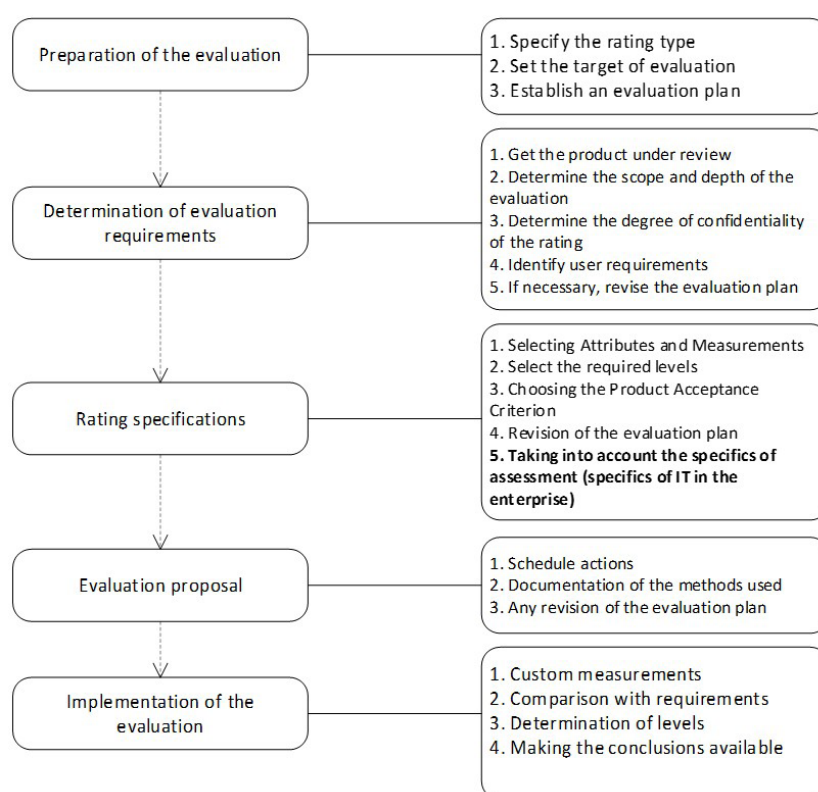 Preparation of the evaluation
1. Specify the rating type
2. Set the target of evaluation
3. Establish an evaluation plan
Determination of evaluation
requirements
1. Get the product under review
2. Determine the scope and depth of the
evaluation
3. Determine the degree of confidentiality
of the rating
4. Identify user requirements
5. If necessary, revise the evaluation plan
Rating specifications
1. Selecting Attributes and Measurements
2. Select the required levels
3. Choosing the Product Acceptance
Criterion
4. Revision of the evaluation plan
5. Taking into account the specifics of
assessment (specifics of IT in the
enterprise)
Evaluation proposal
1. Schedule actions
2. Documentation of the methods used
3. Any revision of the evaluation plan
Implementation of the
evaluation
1. Custom measurements
2. Comparison with requirements
3. Determination of levels
4. Making the conclusions available